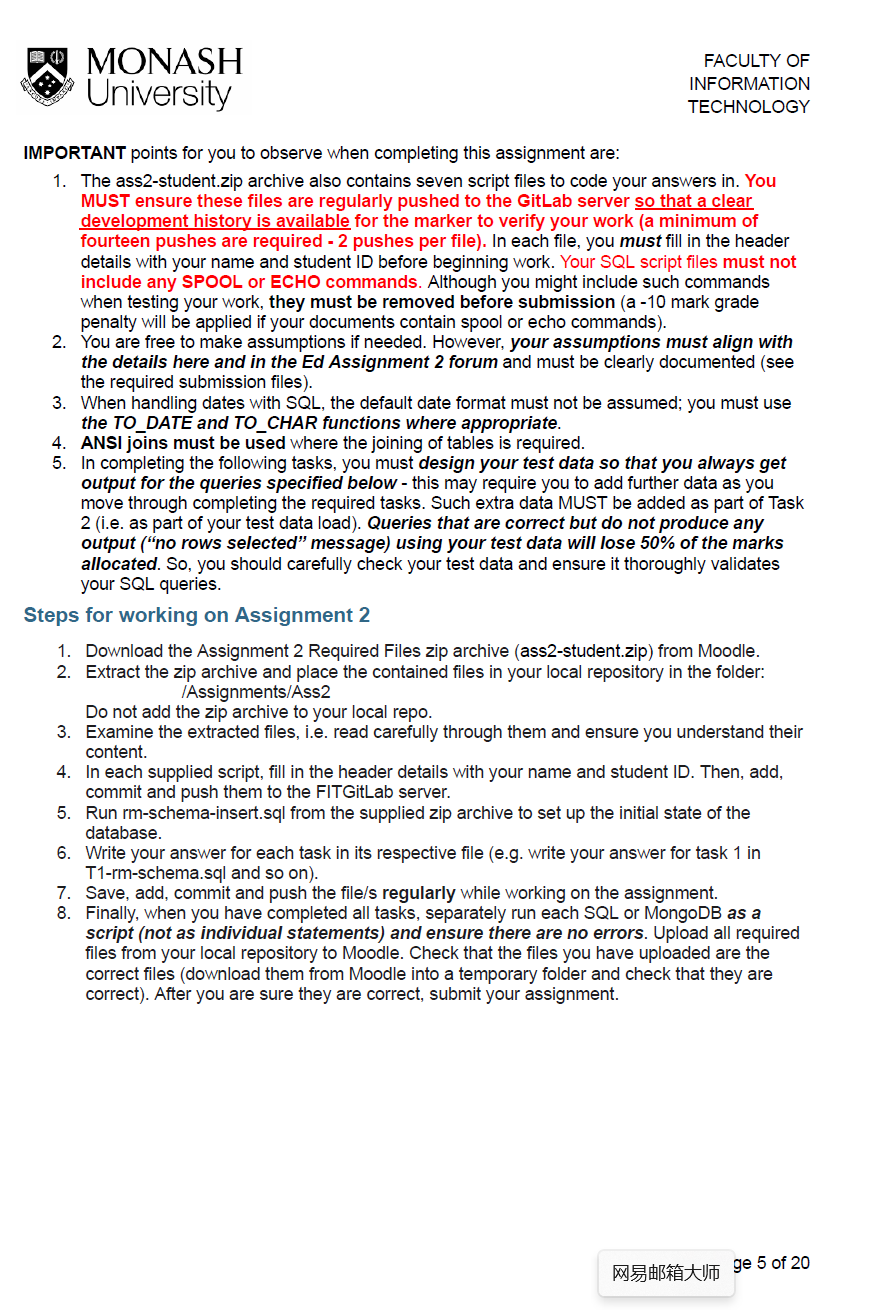 MONASH
University
FACULTY OF
INFORMATION
TECHNOLOGY
IMPORTANT points for you to observe when completing this assignment are:
1. The ass2-student.zip archive also contains seven script files to code your answers in. You
MUST ensure these files are regularly pushed to the GitLab server so that a clear
development history is available for the marker to verify your work (a minimum of
fourteen pushes are required - 2 pushes per file). In each file, you must fill in the header
details with your name and student ID before beginning work. Your SQL script files must not
include any SPOOL or ECHO commands. Although you might include such commands
when testing your work, they must be removed before submission (a -10 mark grade
penalty will be applied if your documents contain spool or echo commands).
2. You are free to make assumptions if needed. However, your assumptions must align with
the details here and in the Ed Assignment 2 forum and must be clearly documented (see
the required submission files).
3. When handling dates with SQL, the default date format must not be assumed; you must use
the TO_DATE and TO_CHAR functions where appropriate.
4. ANSI joins must be used where the joining of tables is required.
5. In completing the following tasks, you must design your test data so that you always get
output for the queries specified below - this may require you to add further data as you
move through completing the required tasks. Such extra data MUST be added as part of Task
2 (i.e. as part of your test data load). Queries that are correct but do not produce any
output (“no rows selected” message) using your test data will lose 50% of the marks
allocated. So, you should carefully check your test data and ensure it thoroughly validates
your SQL queries.
Steps for working on Assignment 2
1. Download the Assignment 2 Required Files zip archive (ass2-student.zip) from Moodle.
2. Extract the zip archive and place the contained files in your local repository in the folder:
/Assignments/Ass2
Do not add the zip archive to your local repo.
3. Examine the extracted files, i.e. read carefully through them and ensure you understand their
content.
4. In each supplied script, fill in the header details with your name and student ID. Then, add,
commit and push them to the FITGitLab server.
5. Run rm-schema-insert.sql from the supplied zip archive to set up the initial state of the
database.
6. Write your answer for each task in its respective file (e.g. write your answer for task 1 in
T1-rm-schema.sql and so on).
7. Save, add, commit and push the file/s regularly while working on the assignment.
8. Finally, when you have completed all tasks, separately run each SQL or MongoDB as a
script (not as individual statements) and ensure there are no errors. Upload all required
files from your local repository to Moodle. Check that the files you have uploaded are the
correct files (download them from Moodle into a temporary folder and check that they are
correct). After you are sure they are correct, submit your assignment.
网易邮箱大师
ge 5 of 20